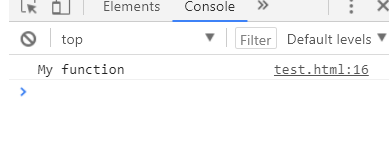 Elements Console »
top Filter Default levels
My function test.html:16